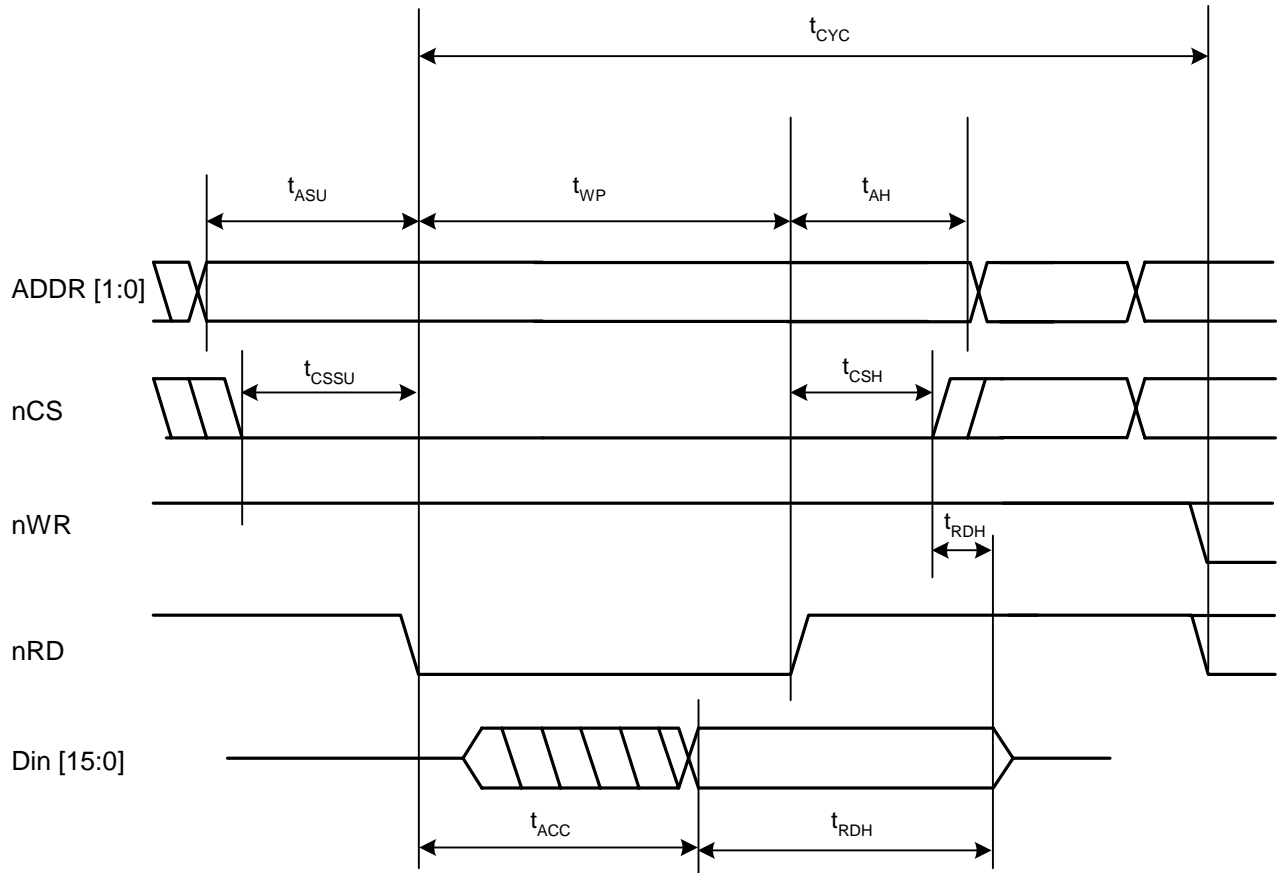 tCYC
tASU
tWP
tAH
ADDR [1:0]
tCSSU
tCSH
nCS
nWR
tRDH
nRD
Din [15:0]
tACC
tRDH